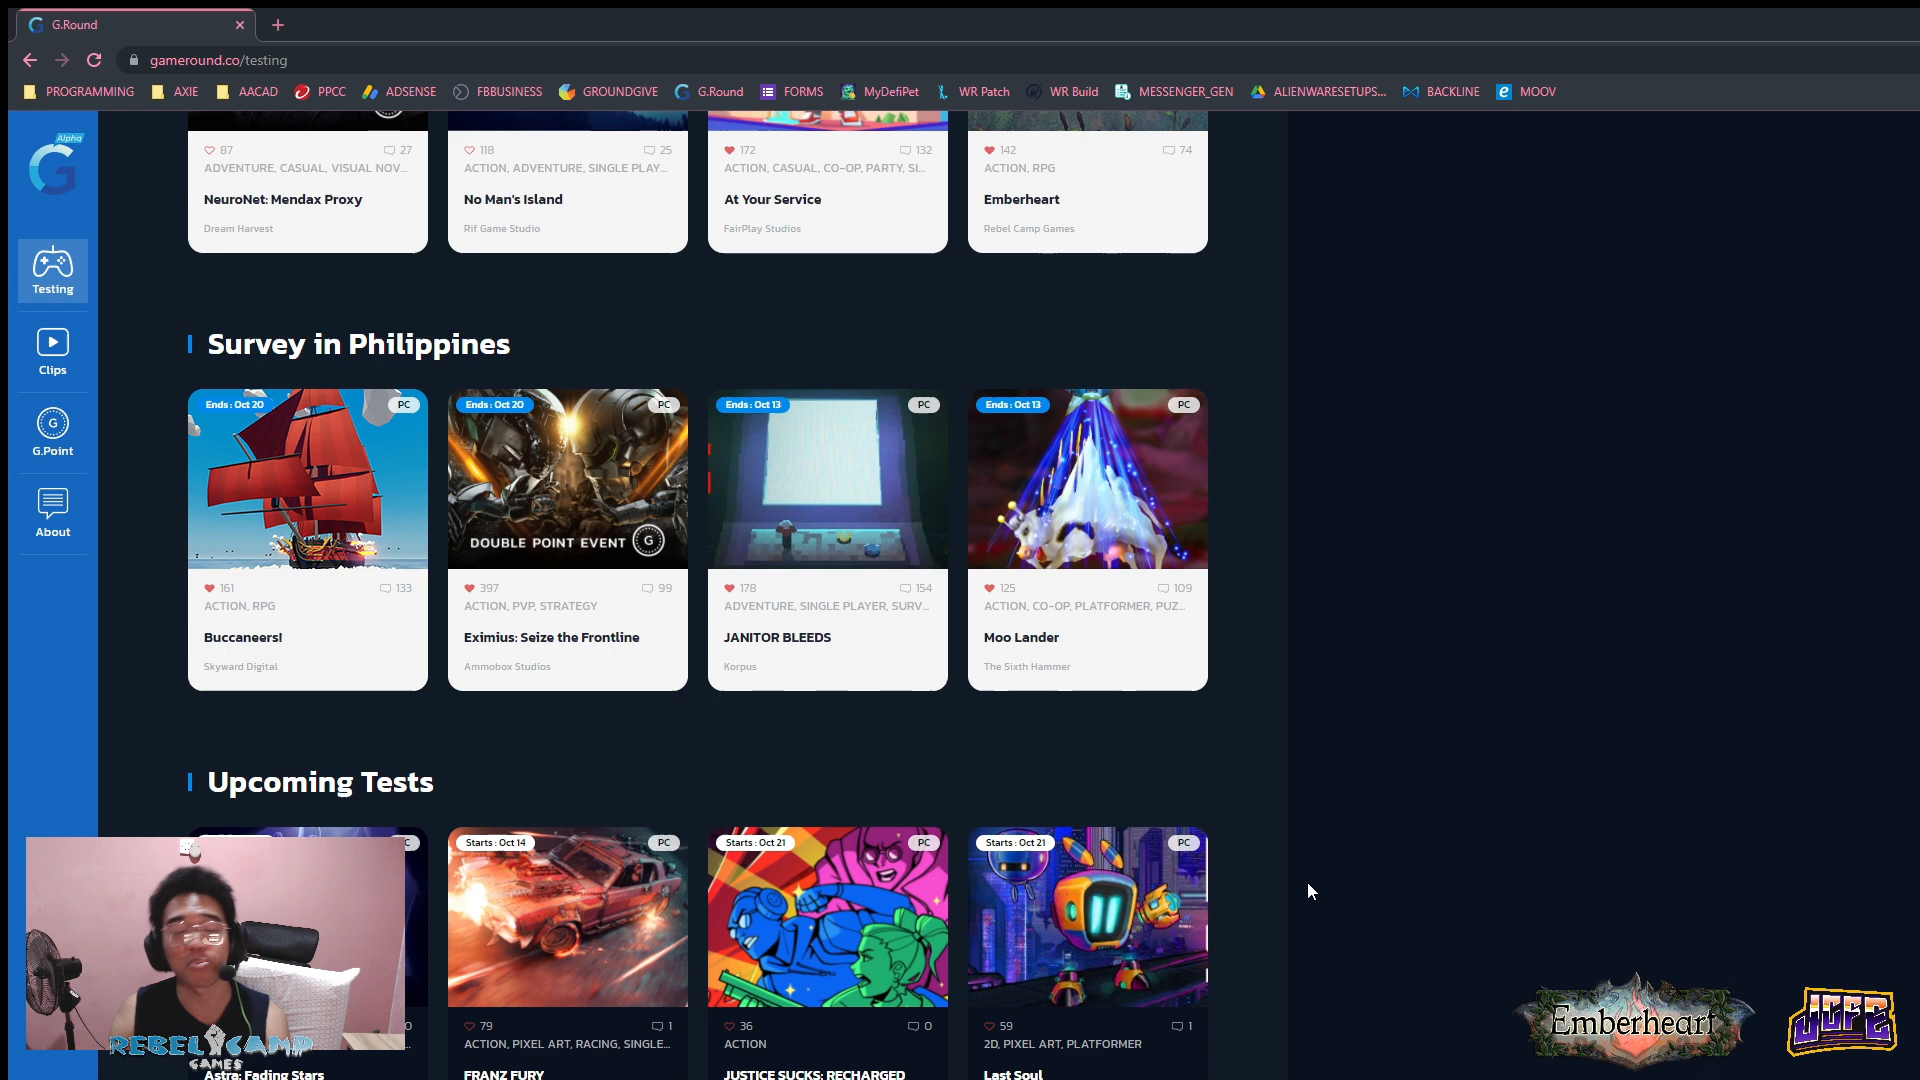 G.Round
gameround.co/testing
PROGRAMMING
AXIE
AACAD
PPCC
ADSENSE
FBBUSINESS
GROUNDGIVE
G.Round
FORMS
MyDefiPet
WR Patch
WR Build
MESSENGER_GEN
ALIENWARESETUPS...
BACKLINE
MOOV
Alpha
G
Testing
Clips
G
G.Point
About
87 27
ADVENTURE, CASUAL, VISUAL NOV...
NeuroNet: Mendax Proxy
Dream Harvest
118 25
ACTION, ADVENTURE, SINGLE PLAY...
No Man's Island
Rif Game Studio
172 132
ACTION, CASUAL, CO-OP, PARTY, SI...
At Your Service
FairPlay Studios
142 74
ACTION, RPG
Emberheart
Rebel Camp Games
Survey in Philippines
Ends : Oct 20 PC
161 133
ACTION, RPG
Buccaneers!
Skyward Digital
Ends : Oct 20 PC
DOUBLE POINT EVENT G
397 99
ACTION, PVP, STRATEGY
Eximius: Seize the Frontline
Ammobox Studios
Ends : Oct 13 PC
178 154
ADVENTURE, SINGLE PLAYER, SURV...
JANITOR BLEEDS
Korpus
Ends : Oct 13 PC
125 109
ACTION, CO-OP, PLATFORMER, PUZ...
Moo Lander
The Sixth Hammer
Upcoming Tests
Astra: Fading Stars
Starts : Oct 14 PC
79 1
ACTION, PIXEL ART, RACING, SINGLE...
FRANZ FURY
Starts : Oct 21 PC
36 0
ACTION
JUSTICE SUCKS: RECHARGED
Starts : Oct 21 PC
59 1
2D, PIXEL ART, PLATFORMER
Last Soul
REBEL CAMP
GAMES
Emberheart
JCFE